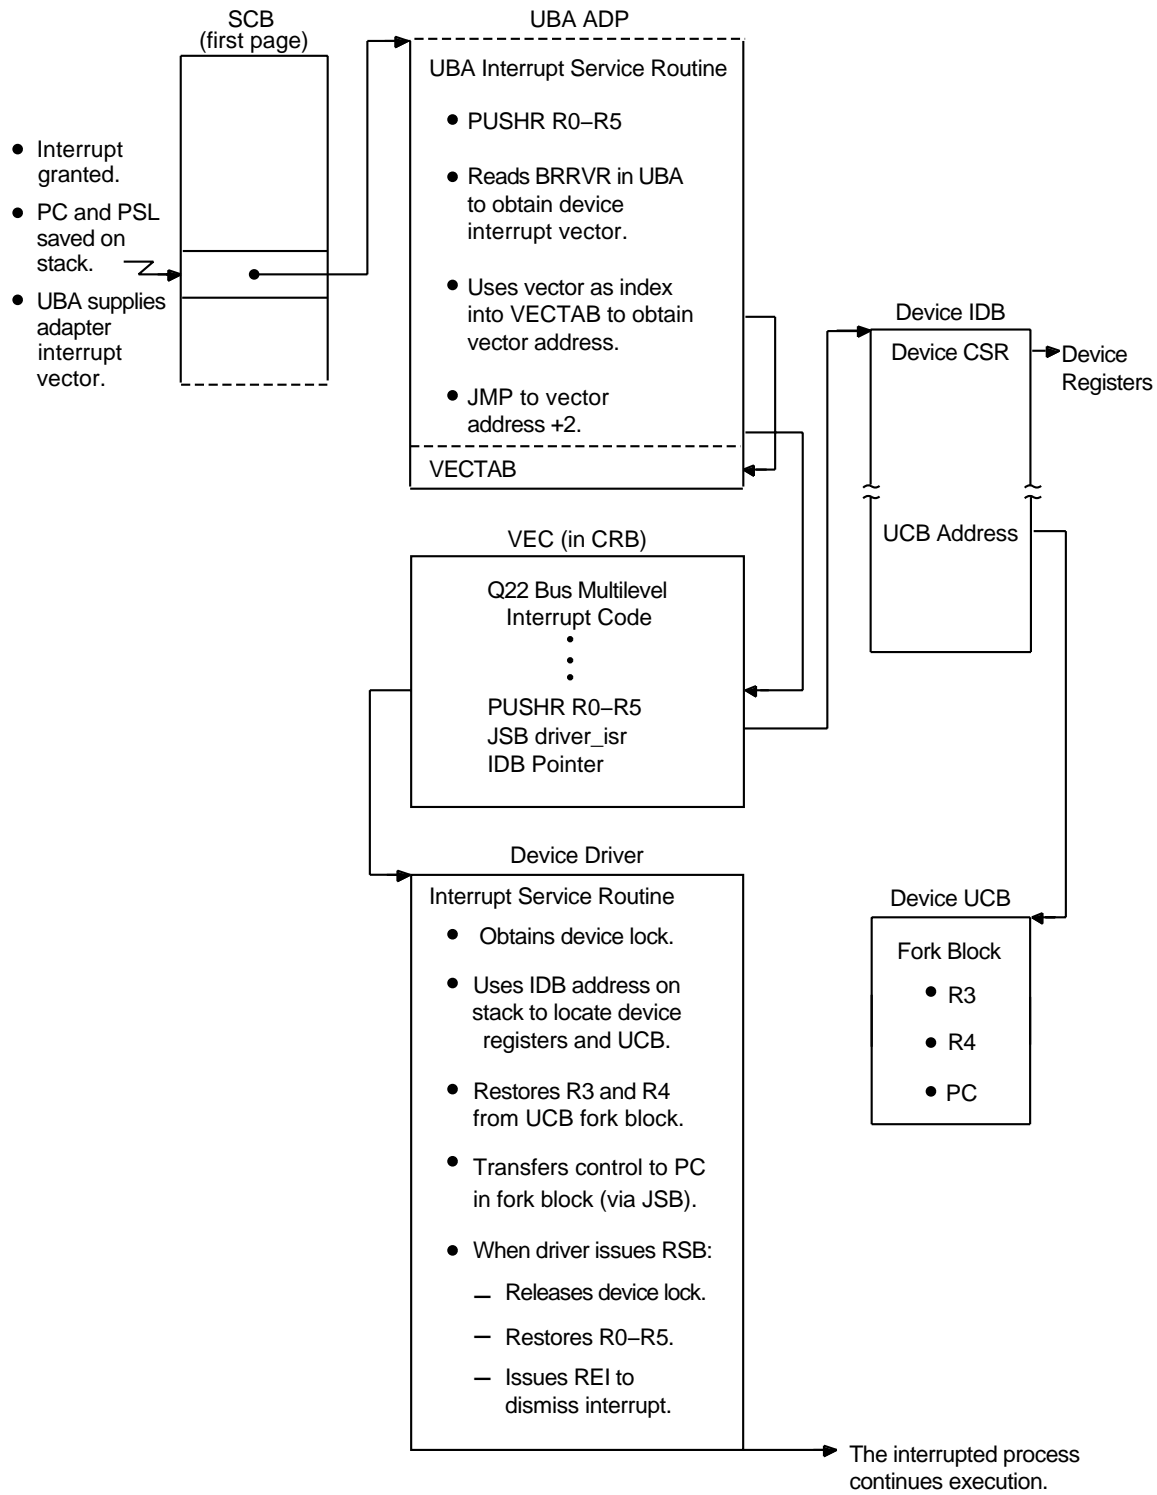 SCB
(first page)
• Interrupt
granted.
• PC and PSL
saved on
stack.
• UBA supplies
adapter
interrupt
vector.
UBA ADP
UBA Interrupt Service Routine
• PUSHR R0–R5
• Reads BRRVR in UBA
to obtain device
interrupt vector.
• Uses vector as index
into VECTAB to obtain
vector address.
• JMP to vector
address +2.
VECTAB
Device IDB
Device CSR
Device
Registers
UCB Address
VEC (in CRB)
Q22 Bus Multilevel
Interrupt Code
•
•
•
PUSHR R0–R5
JSB driver_isr
IDB Pointer
Device Driver
Interrupt Service Routine
• Obtains device lock.
• Uses IDB address on
stack to locate device
registers and UCB.
• Restores R3 and R4
from UCB fork block.
• Transfers control to PC
in fork block (via JSB).
• When driver issues RSB:
– Releases device lock.
– Restores R0–R5.
– Issues REI to
dismiss interrupt.
Device UCB
Fork Block
• R3
• R4
• PC
The interrupted process
continues execution.